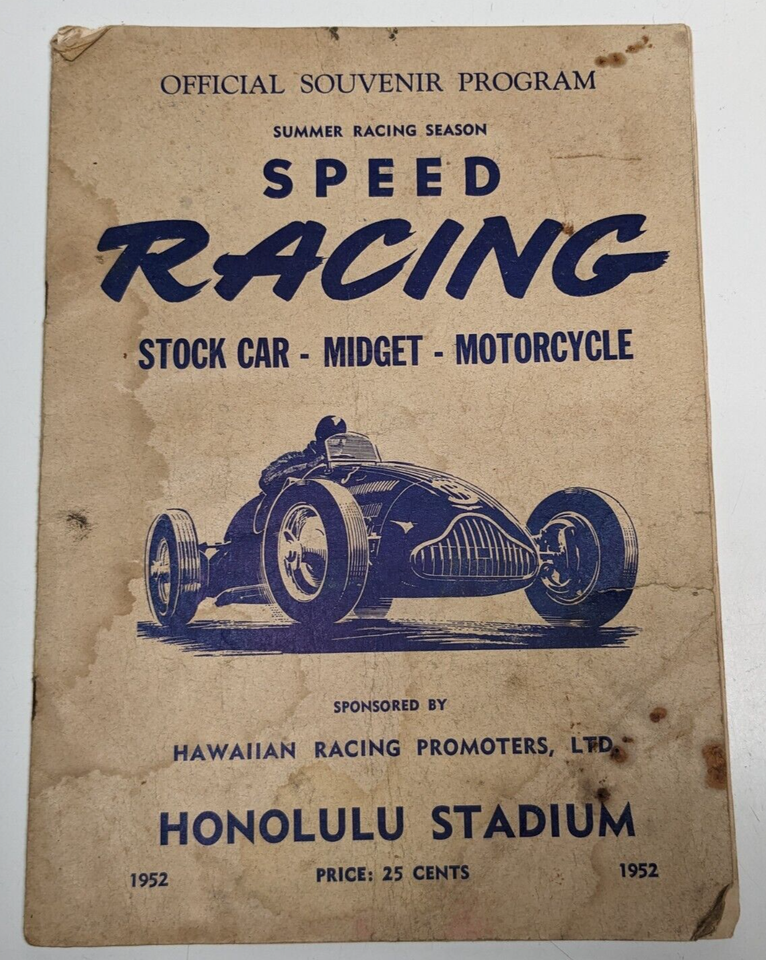 OFFICIAL SOUVENIR PROGRAM
SUMMER RACING SEASON
SPEED
RACING
STOCK CAR - MIDGET - MOTORCYCLE
SPONSORED BY
HAWAIIAN RACING PROMOTERS, LTD.
HONOLULU STADIUM
1952 PRICE: 25 CENTS 1952